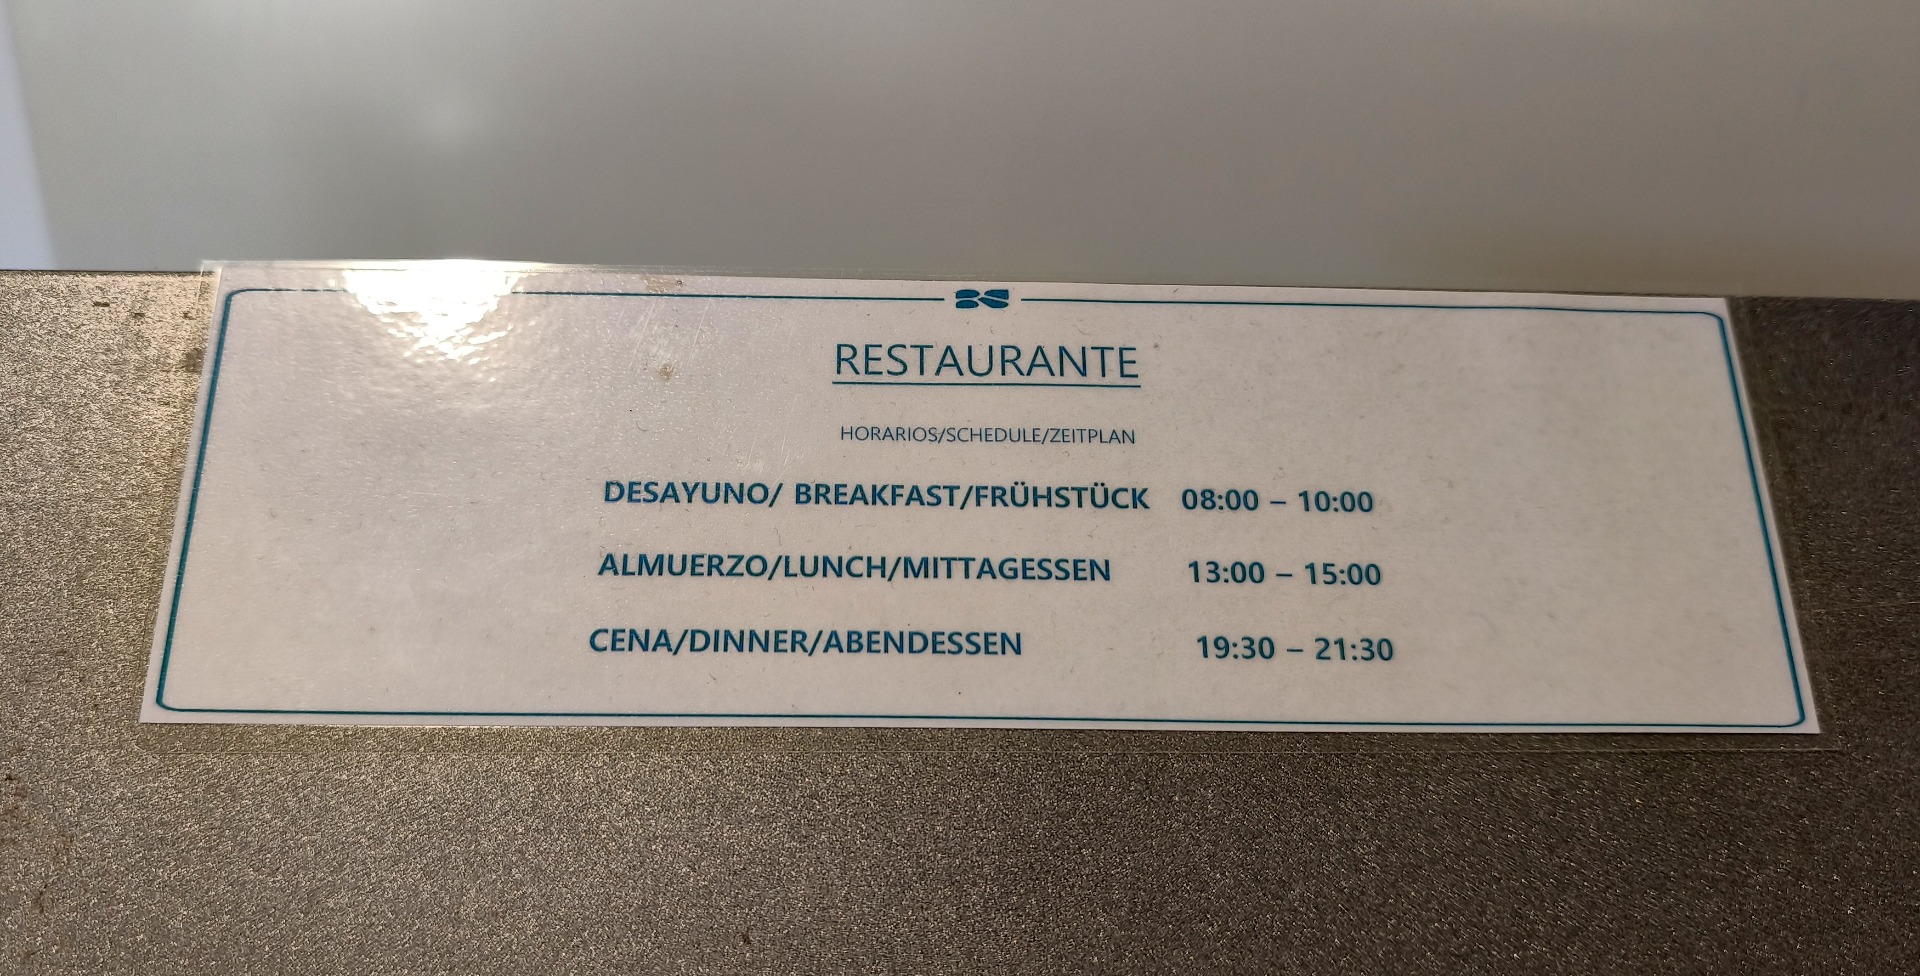 RESTAURANTE
HORARIOS/SCHEDULE/ZEITPLAN
DESAYUNO/ BREAKFAST/FRÜHSTÜCK 08:00 – 10:00
ALMUERZO/LUNCH/MITTAGESSEN 13:00 – 15:00
CENA/DINNER/ABENDESSEN 19:30 – 21:30